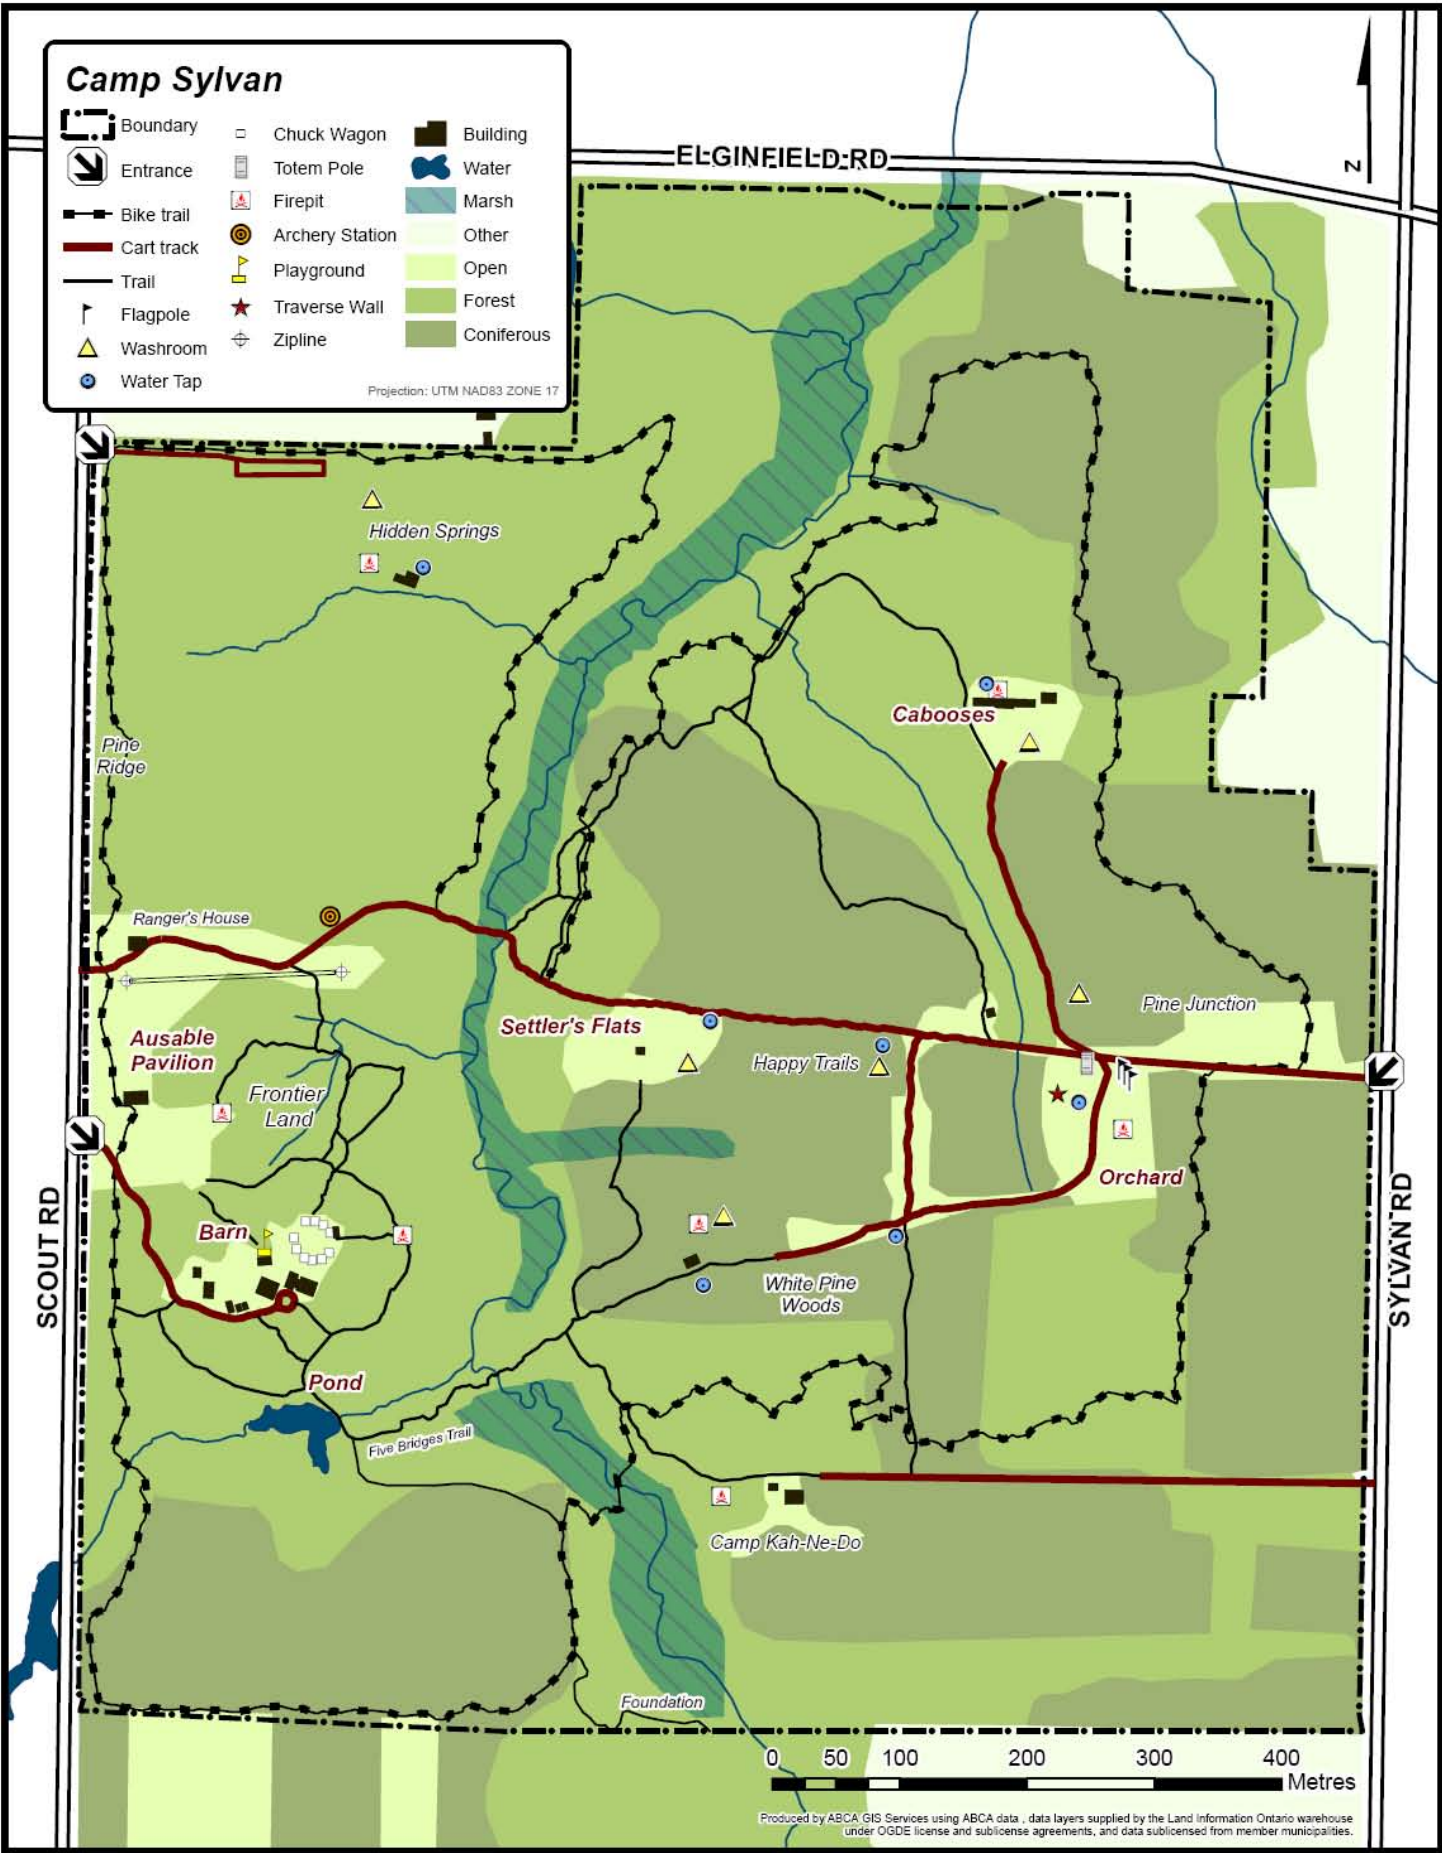 Camp Sylvan
Boundary
Entrance
Bike trail
Cart track
Trail
Flagpole
Washroom
Water Tap
Chuck Wagon
Totem Pole
Firepit
Archery Station
Playground
Traverse Wall
Zipline
Building
Water
Marsh
Other
Open
Forest
Coniferous
Projection: UTM NAD83 ZONE 17
ELGINFIELD RD
N
Hidden Springs
Pine
Ridge
Cabooses
Ranger's House
Ausable
Pavilion
Settler's Flats
Pine Junction
Happy Trails
Frontier
Land
Orchard
Barn
White Pine
Woods
SCOUT RD
SYLVAN RD
Pond
Five Bridges Trail
Camp Kah-Ne-Do
Foundation
0 50 100 200 300 400
Metres
Produced by ABCA GIS Services using ABCA data , data layers supplied by the Land Information Ontario warehouse
under OGDE license and sublicense agreements, and data sublicensed from member municipalities.